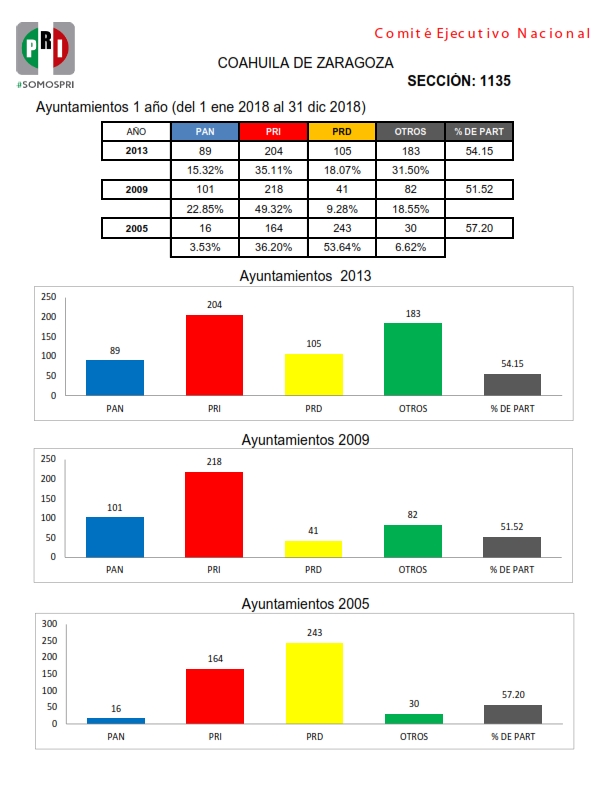 Comité Ejecutivo Nacional
PRI
#SOMOSPRI
COAHUILA DE ZARAGOZA
SECCIÓN: 1135
Ayuntamientos 1 año (del 1 ene 2018 al 31 dic 2018)
AÑO PAN PRI PRD OTROS % DE PART
2013 89 204 105 183 54.15
15.32% 35.11% 18.07% 31.50%
2009 101 218 41 82 51.52
22.85% 49.32% 9.28% 18.55%
2005 16 164 243 30 57.20
3.53% 36.20% 53.64% 6.62%
Ayuntamientos 2013
250
200
150
100
50
0
89 204 105 183 54.15
PAN PRI PRD OTROS % DE PART
Ayuntamientos 2009
250
200
150
100
50
0
101 218 41 82 51.52
PAN PRI PRD OTROS % DE PART
Ayuntamientos 2005
300
250
200
150
100
50
0
16 164 243 30 57.20
PAN PRI PRD OTROS % DE PART